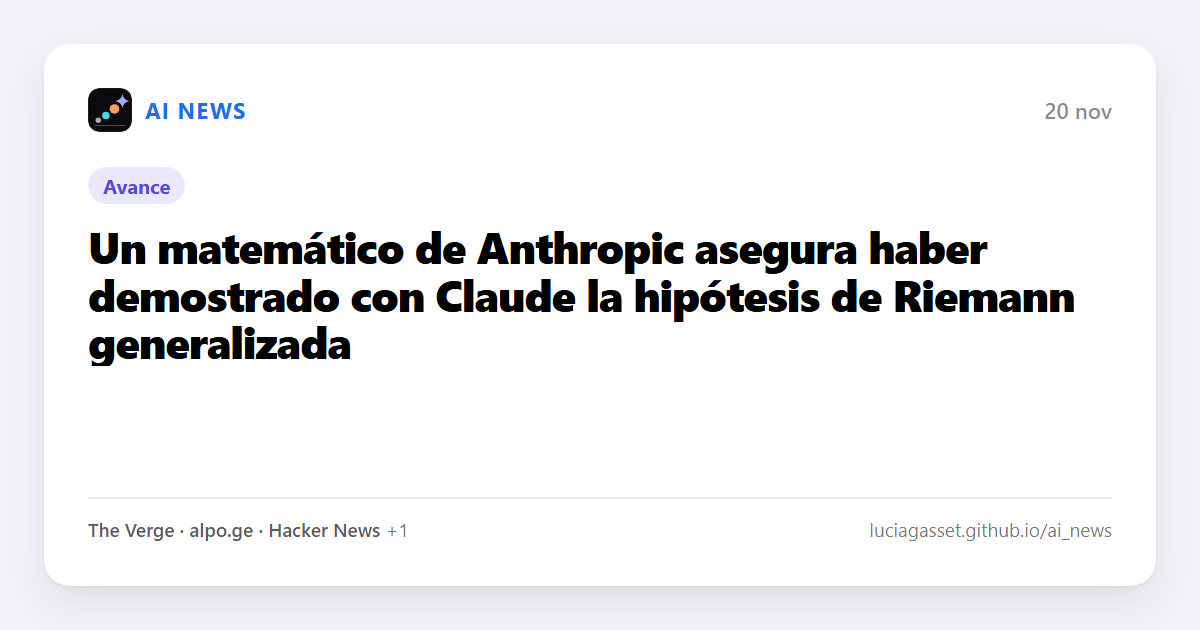 AI NEWS
20 nov
Avance
Un matemático de Anthropic asegura haber
demostrado con Claude la hipótesis de Riemann
generalizada
The Verge · alpo.ge · Hacker News +1
luciagasset.github.io/ai_news